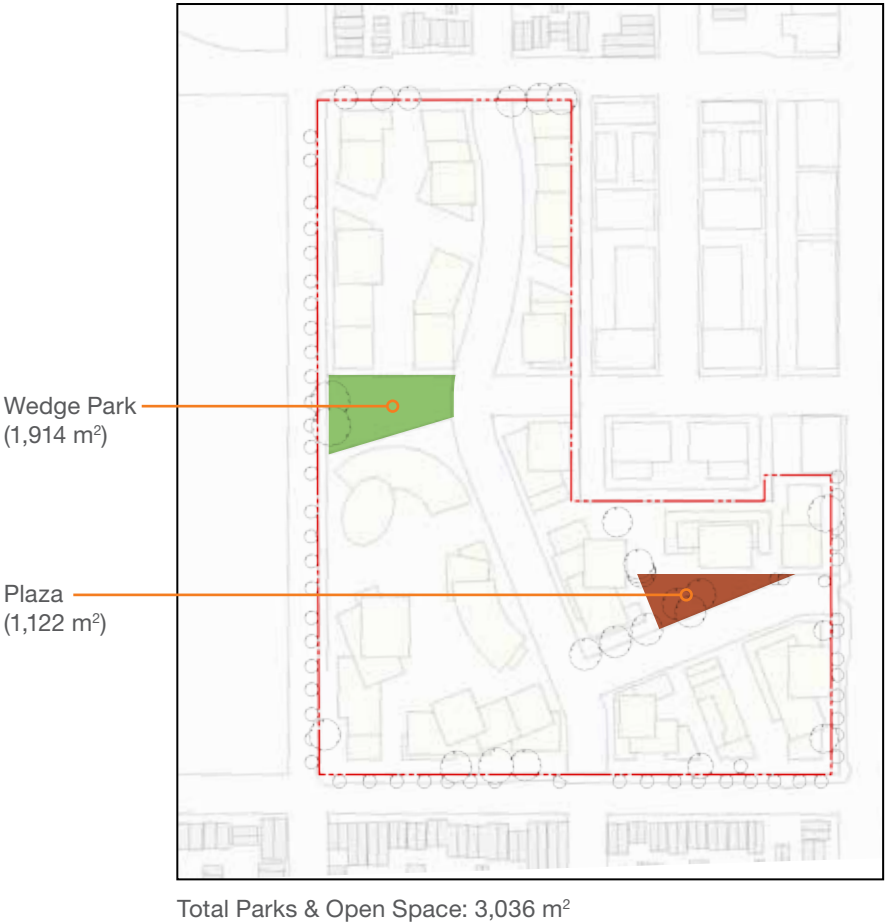 Wedge Park
(1,914 m²)
Plaza
(1,122 m²)
Total Parks & Open Space: 3,036 m²